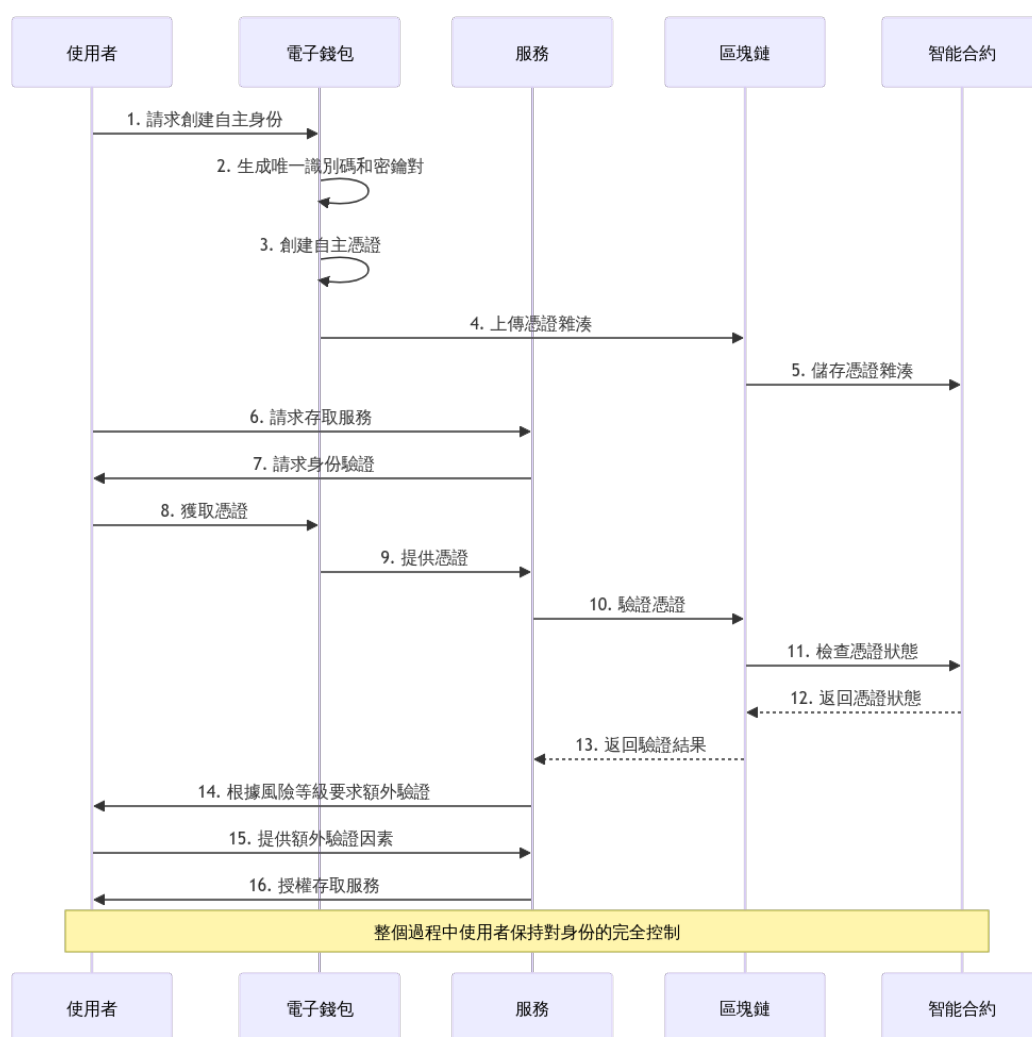 使用者
電子錢包
服務
區塊鏈
智能合約
1. 請求創建自主身份
2. 生成唯一識別碼和密鑰對
3. 創建自主憑證
4. 上傳憑證雜湊
5. 儲存憑證雜湊
6. 請求存取服務
7. 請求身份驗證
8. 獲取憑證
9. 提供憑證
10. 驗證憑證
11. 檢查憑證狀態
12. 返回憑證狀態
13. 返回驗證結果
14. 根據風險等級要求額外驗證
15. 提供額外驗證因素
16. 授權存取服務
整個過程中使用者保持對身份的完全控制
使用者
電子錢包
服務
區塊鏈
智能合約